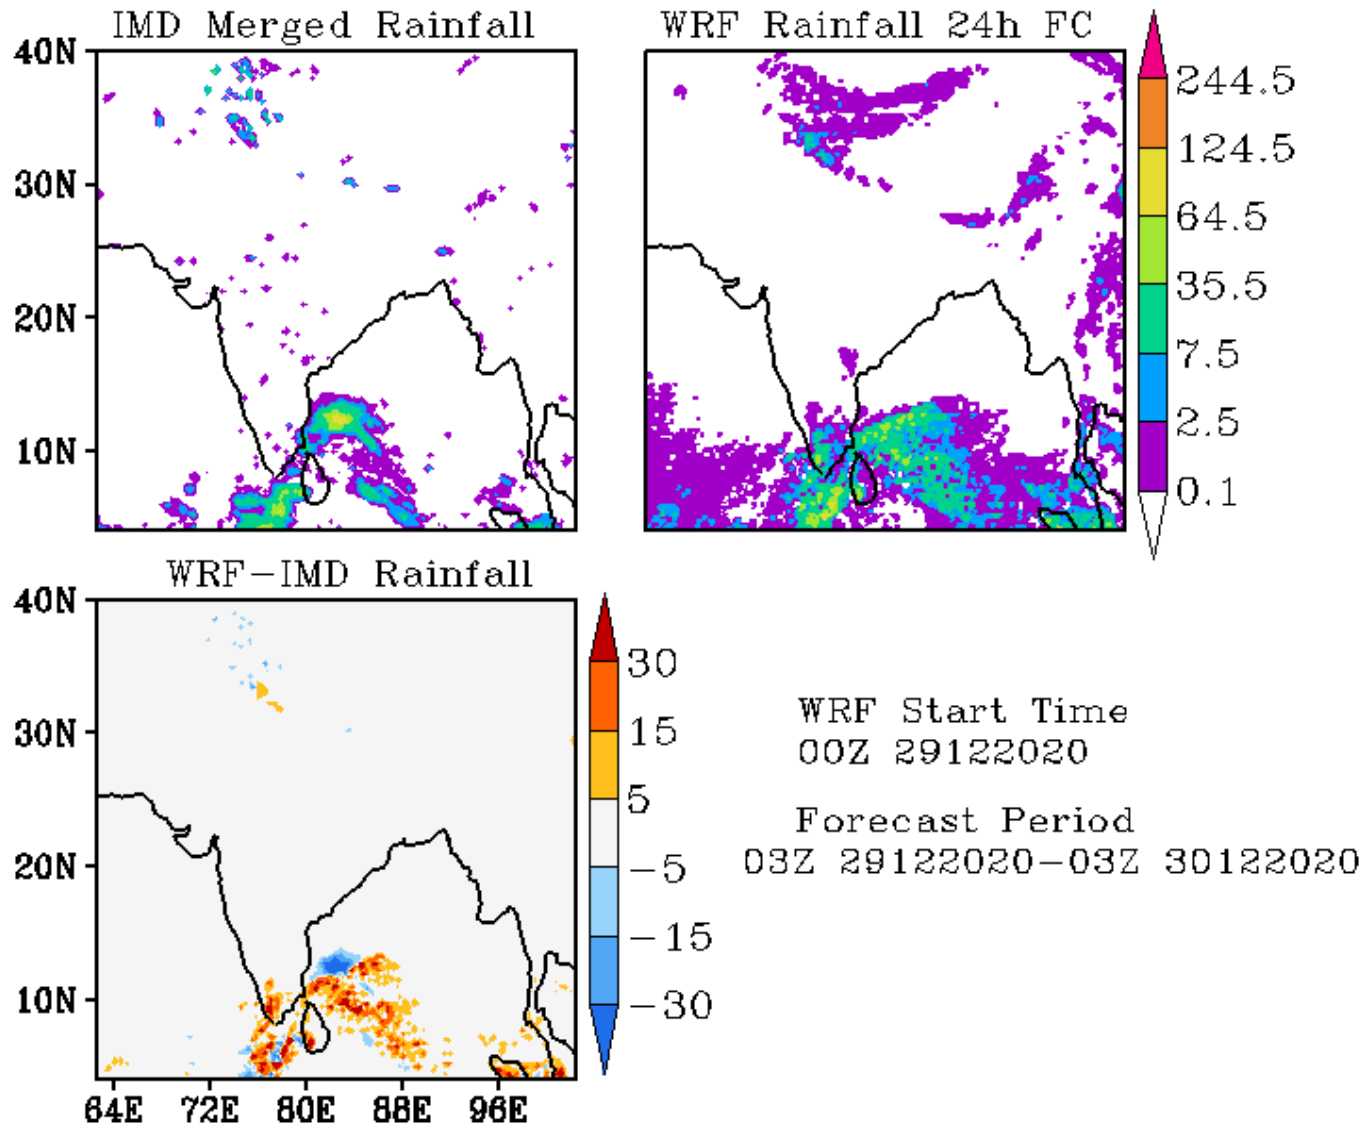 IMD Merged Rainfall
WRF Rainfall 24h FC
40N
30N
20N
10N
244.5
124.5
64.5
35.5
7.5
2.5
0.1
WRF-IMD Rainfall
40N
30N
20N
10N
64E 72E 80E 88E 96E
30
15
5
-5
-15
-30
WRF Start Time
00Z 29122020
Forecast Period
03Z 29122020-03Z 30122020